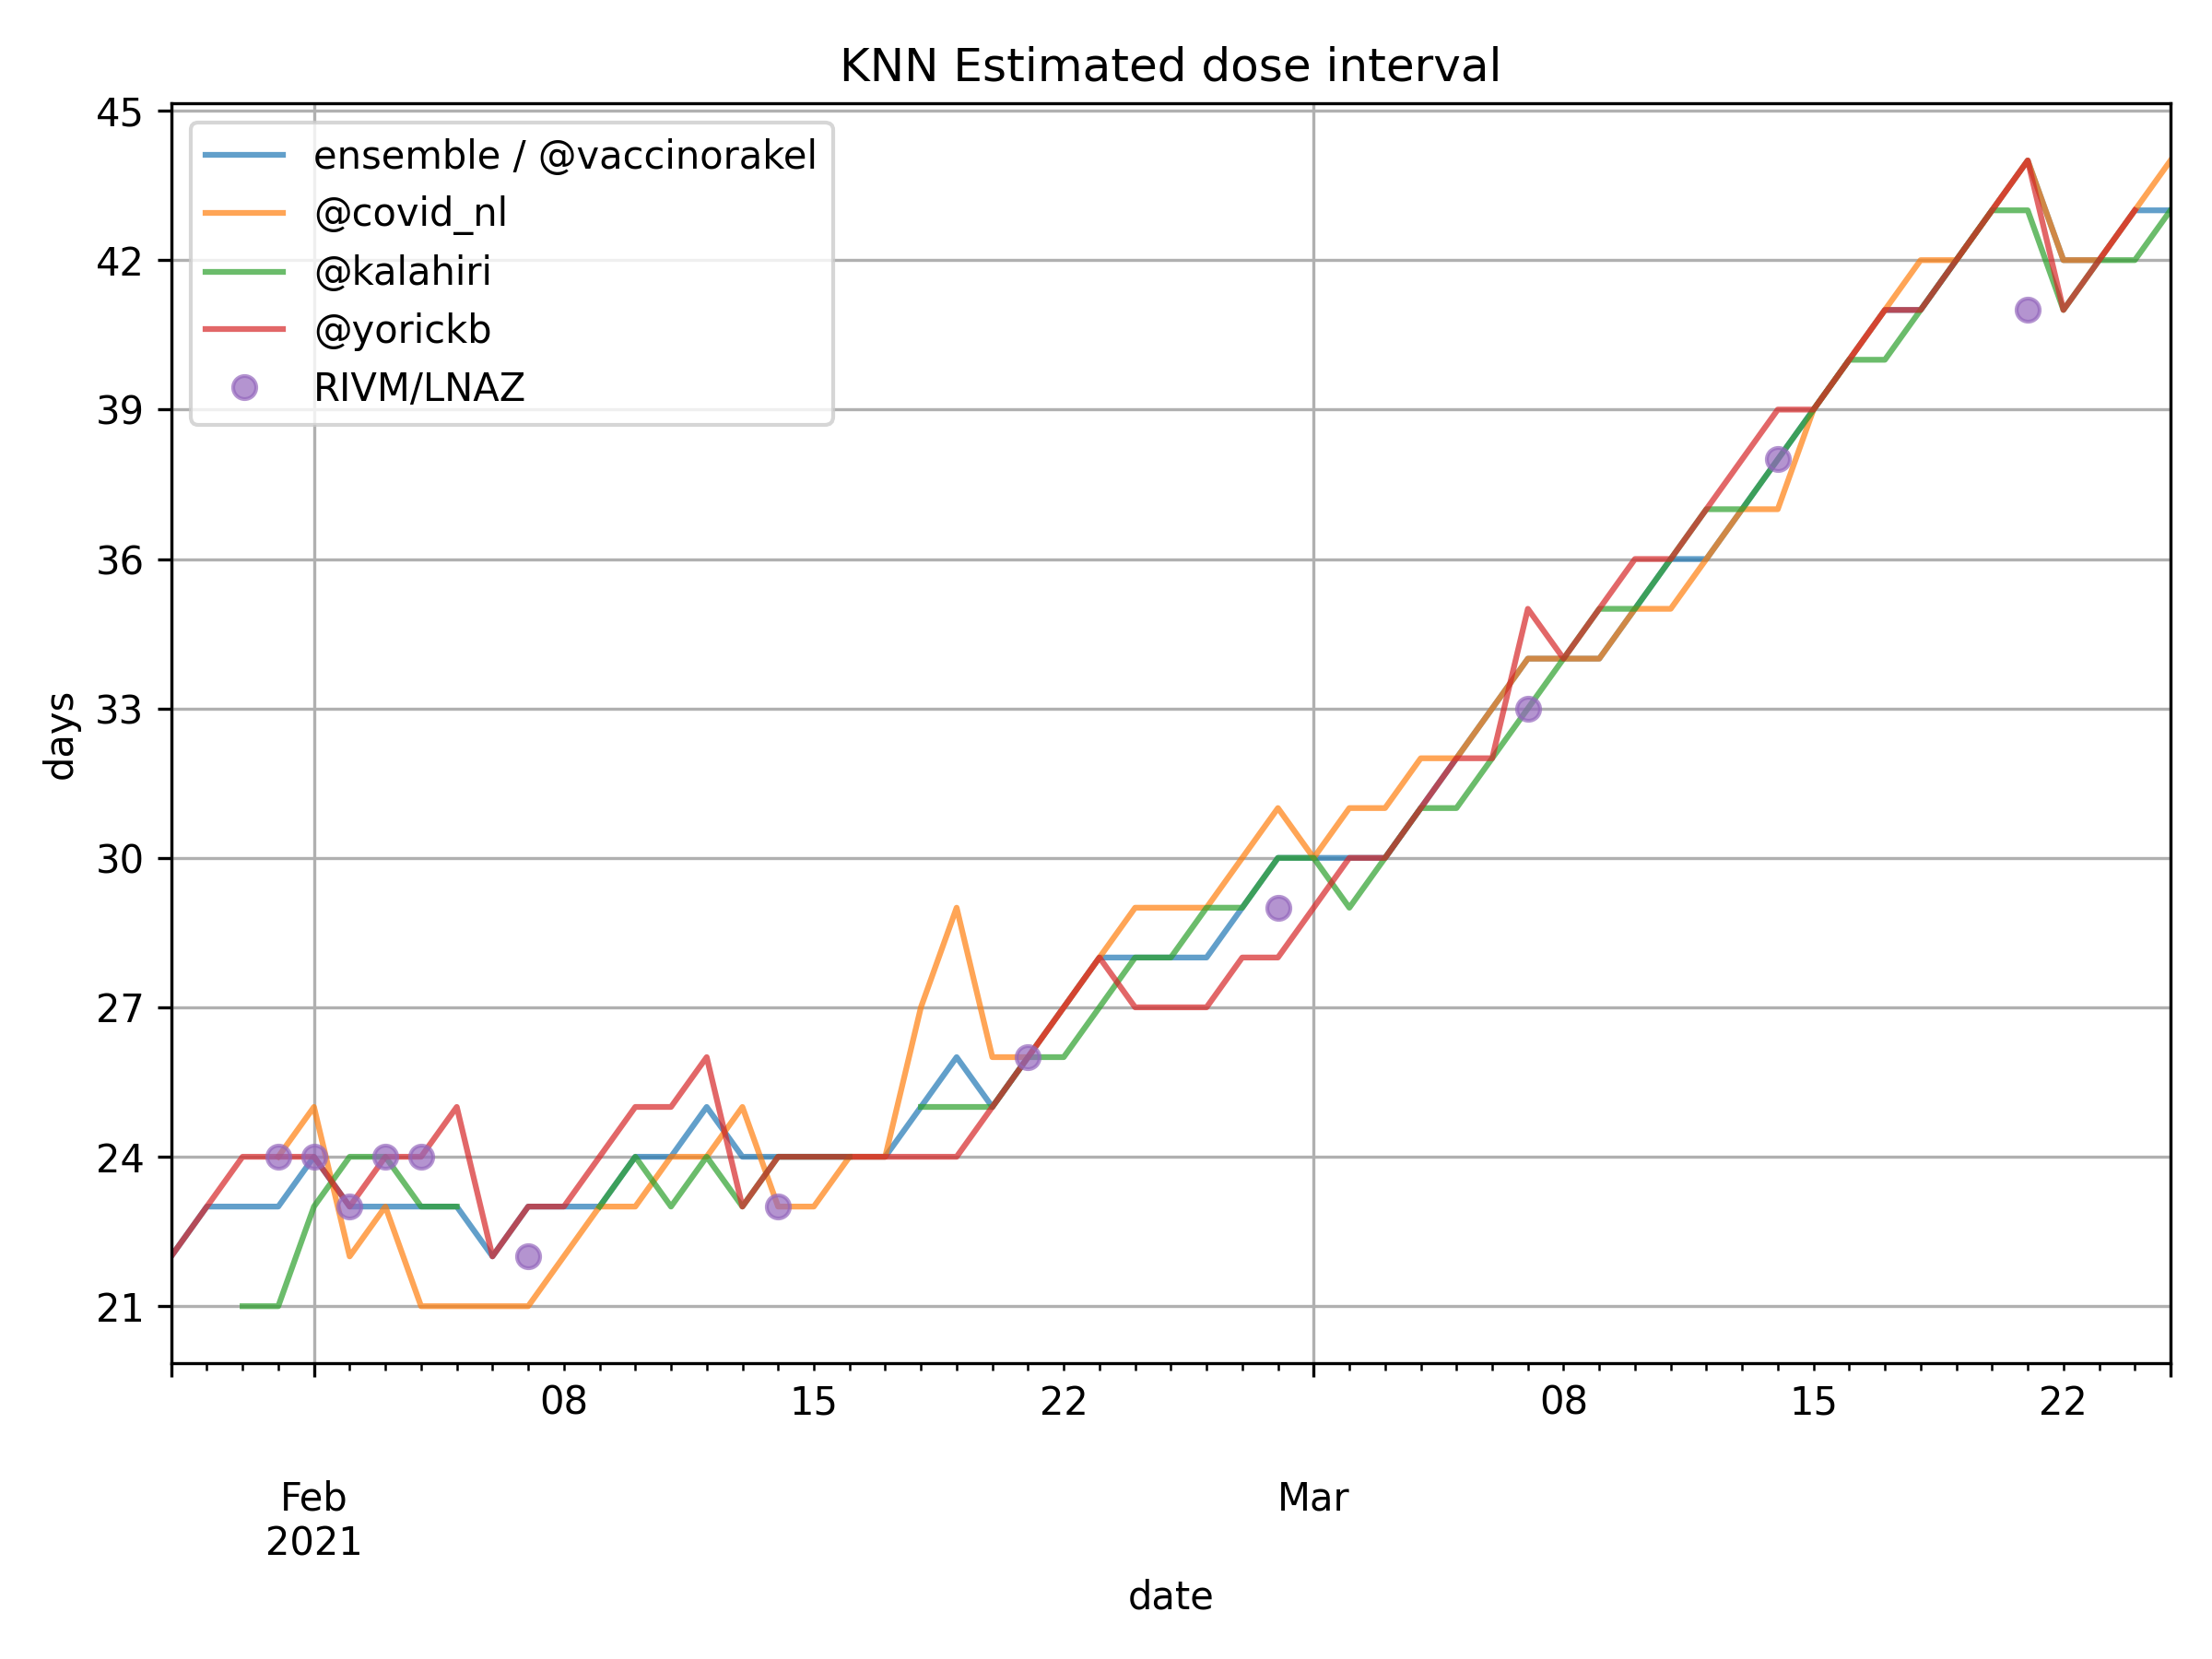 KNN Estimated dose interval
45
42
39
36
33
30
27
24
21
days
ensemble / @vaccinorakel
@covid_nl
@kalahiri
@yorickb
RIVM/LNAZ
08
15
22
08
15
22
Feb
Mar
2021
date